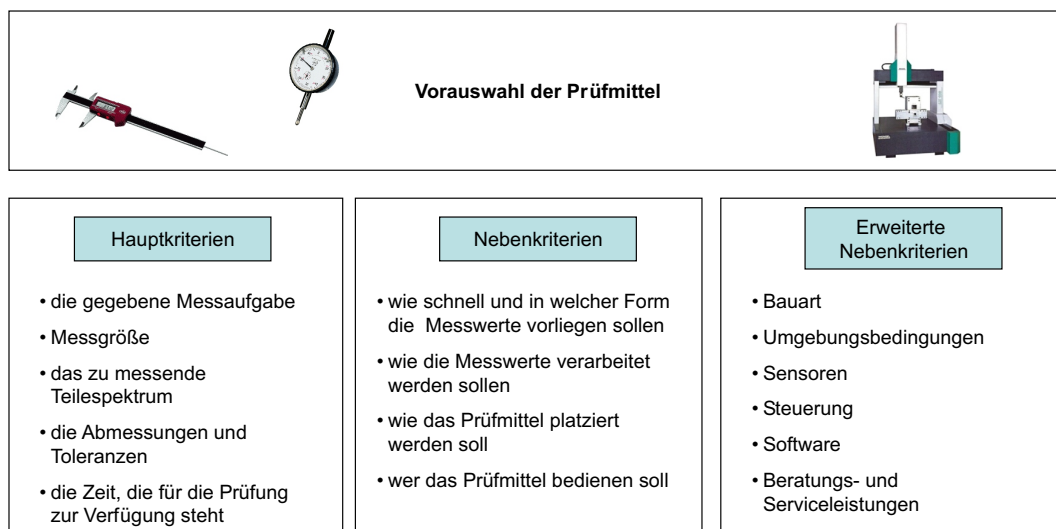 Vorauswahl der Prüfmittel
Hauptkriterien
• die gegebene Messaufgabe
• Messgröße
• das zu messende
Teilespektrum
• die Abmessungen und
Toleranzen
• die Zeit, die für die Prüfung
zur Verfügung steht
Nebenkriterien
• wie schnell und in welcher Form
die Messwerte vorliegen sollen
• wie die Messwerte verarbeitet
werden sollen
• wie das Prüfmittel platziert
werden soll
• wer das Prüfmittel bedienen soll
Erweiterte
Nebenkriterien
• Bauart
• Umgebungsbedingungen
• Sensoren
• Steuerung
• Software
• Beratungs- und
Serviceleistungen